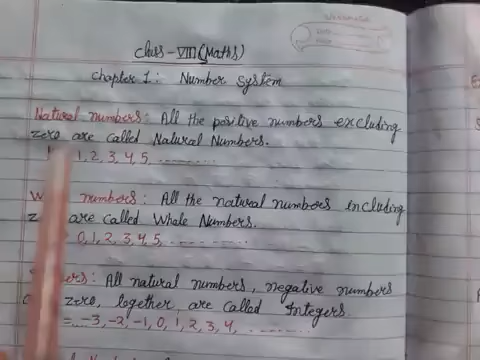 Class - VIII (Maths)
Chapter 1: Number System
Natural numbers: All the positive numbers excluding
zero are called Natural Numbers.
1, 2, 3, 4, 5, ..........
numbers: All the natural numbers including
are called Whole Numbers.
0, 1, 2, 3, 4, 5, ..........
: All natural numbers, negative numbers
zero, together are called Integers.
= ...-3, -2, -1, 0, 1, 2, 3, 4, ..........